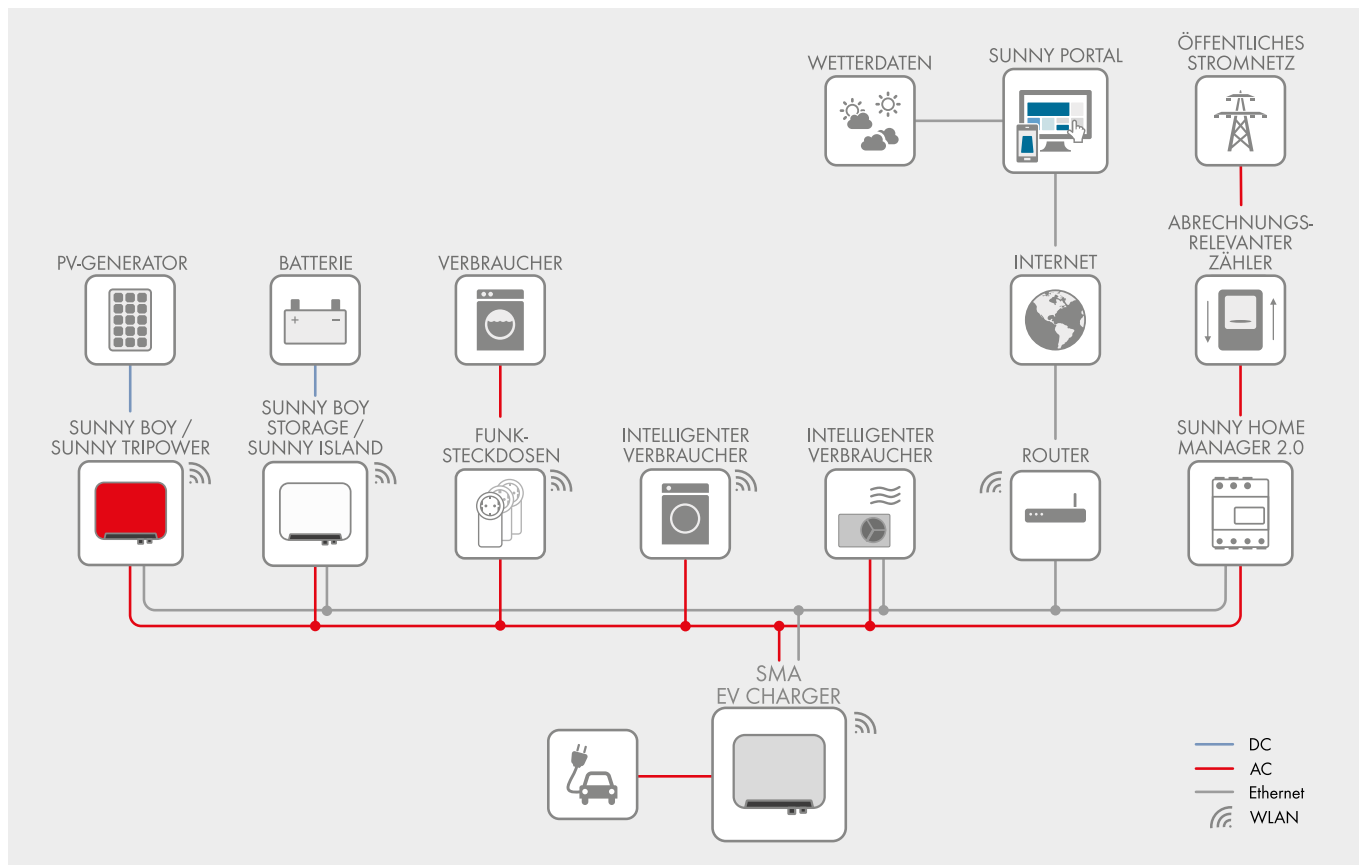 WETTERDATEN
SUNNY PORTAL
ÖFFENTLICHES
STROMNETZ
PV-GENERATOR
BATTERIE
VERBRAUCHER
INTERNET
ABRECHNUNGS-
RELEVANTER
ZÄHLER
+ −
SUNNY BOY /
SUNNY TRIPOWER
SUNNY BOY
STORAGE /
SUNNY ISLAND
FUNK-
STECKDOSEN
INTELLIGENTER
VERBRAUCHER
INTELLIGENTER
VERBRAUCHER
ROUTER
SUNNY HOME
MANAGER 2.0
SMA
EV CHARGER
DC
AC
Ethernet
WLAN